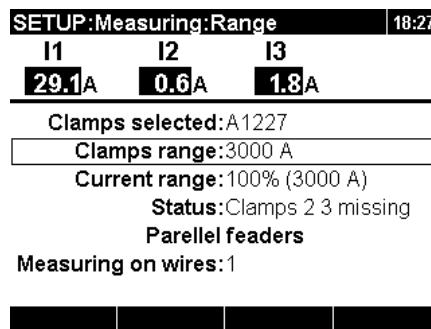 SETUP:Measuring:Range 18:27
I1 I2 I3
29.1A 0.6A 1.8A
Clamps selected:A1227
Clamps range:3000 A
Current range:100% (3000 A)
Status:Clamps 2 3 missing
Parellel feaders
Measuring on wires:1